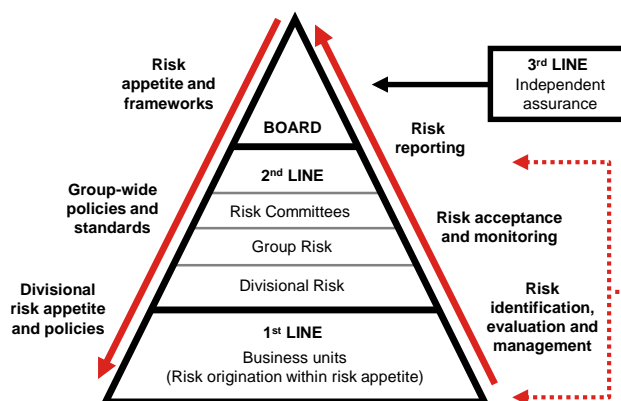 Risk
appetite and
frameworks
Group-wide
policies and
standards
Divisional
risk appetite
and policies
BOARD
2nd LINE
Risk Committees
Group Risk
Divisional Risk
1st LINE
Business units
(Risk origination within risk appetite)
3rd LINE
Independent
assurance
Risk
reporting
Risk acceptance
and monitoring
Risk
identification,
evaluation and
management